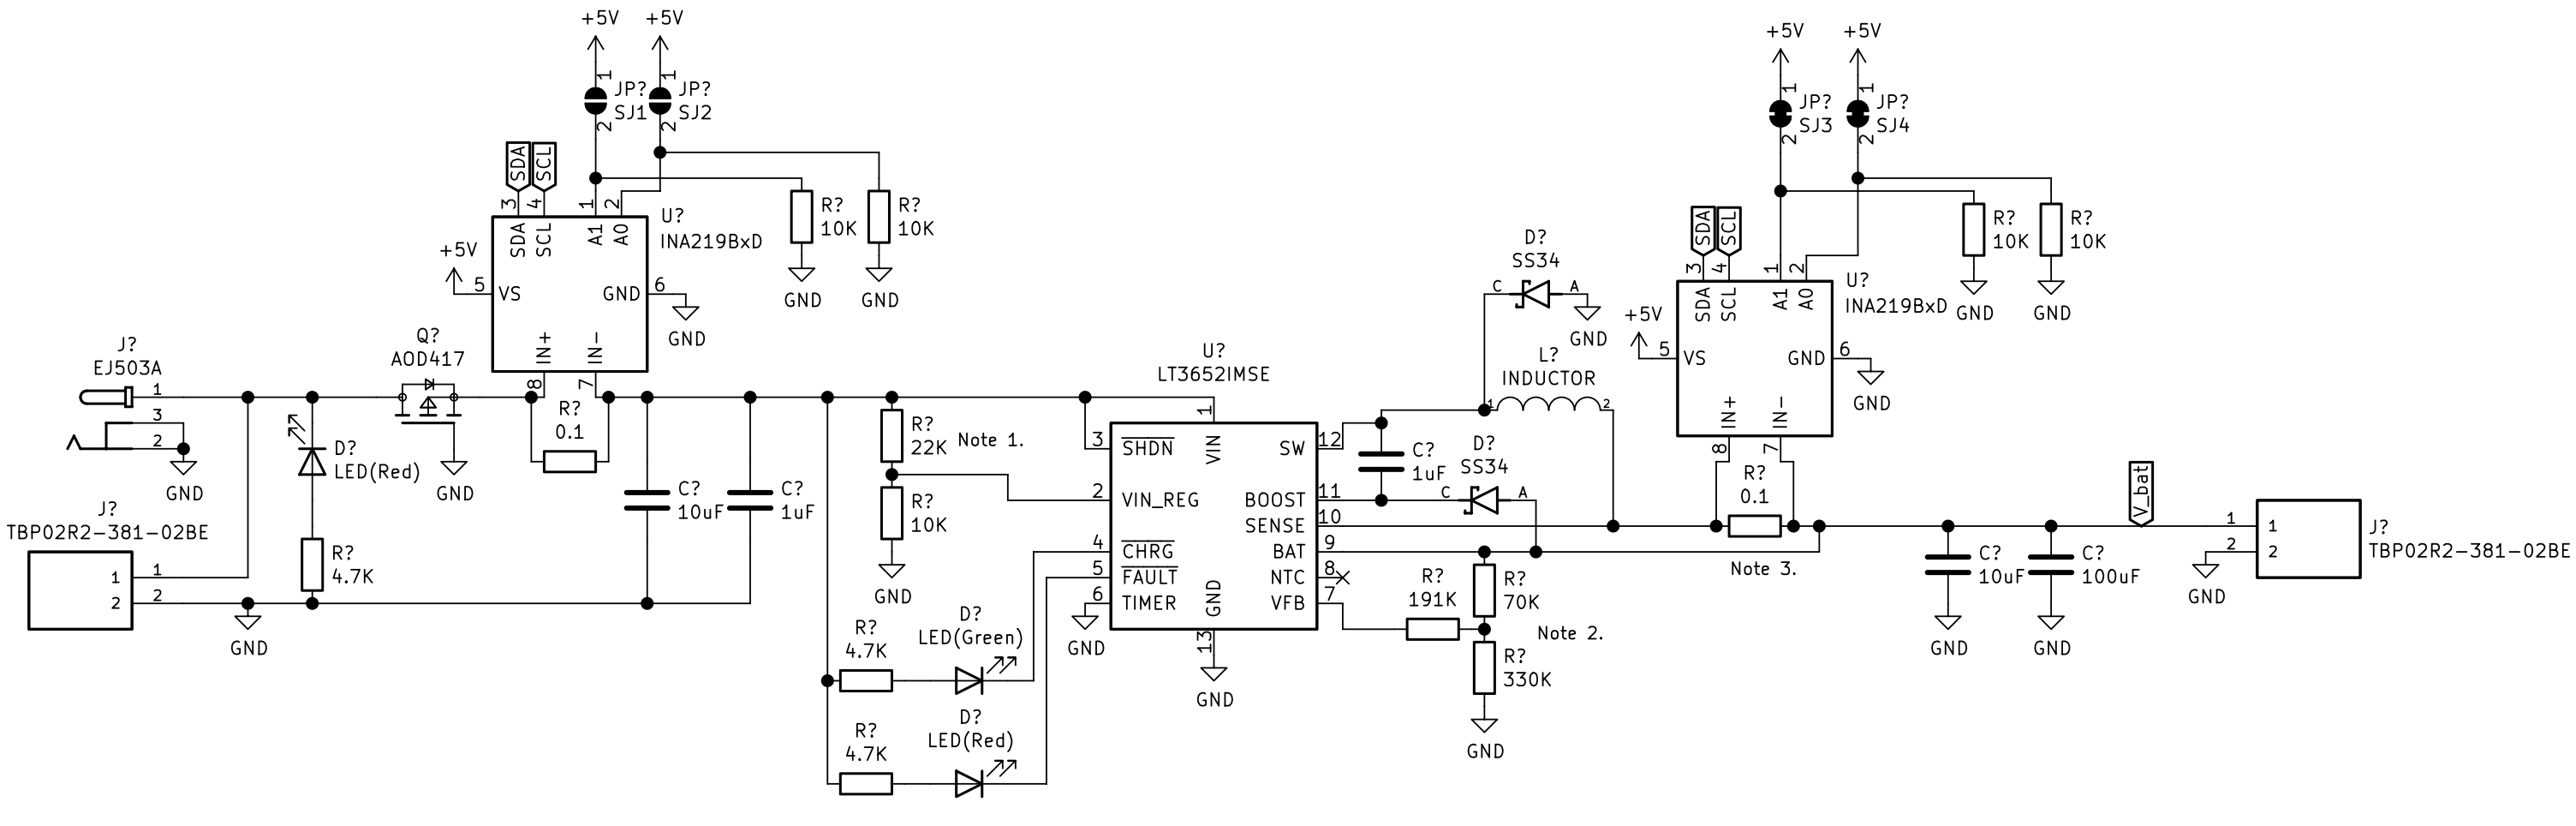 +5V
+5V
1
1
JP?
SJ1
JP?
SJ2
2
2
SDA
SCL
3
4
1
2
U?
INA219BxD
SDA
SCL
A1
A0
R?
10K
R?
10K
GND
GND
+5V
5
VS
GND
6
GND
IN+
IN-
8
7
Q?
AOD417
GND
J?
EJ503A
1
3
2
GND
J?
TBP02R2-381-02BE
1
1
2
2
GND
D?
LED(Red)
R?
4.7K
R?
0.1
C?
10uF
C?
1uF
R?
22K
Note 1.
R?
10K
GND
R?
4.7K
D?
LED(Green)
R?
4.7K
D?
LED(Red)
U?
LT3652IMSE
1
VIN
3
SHDN
2
VIN_REG
4
CHRG
5
FAULT
6
TIMER
GND
GND
13
GND
SW
12
BOOST
11
SENSE
10
BAT
9
NTC
8
VFB
7
C?
1uF
D?
SS34
C
A
GND
L?
INDUCTOR
1
2
D?
SS34
C
A
R?
191K
R?
70K
Note 2.
R?
330K
GND
+5V
+5V
1
1
JP?
SJ3
JP?
SJ4
2
2
SDA
SCL
3
4
1
2
U?
INA219BxD
SDA
SCL
A1
A0
R?
10K
R?
10K
GND
GND
+5V
5
VS
GND
6
GND
IN+
IN-
8
7
R?
0.1
Note 3.
C?
10uF
C?
100uF
GND
GND
V_bat
1
1
2
2
GND
J?
TBP02R2-381-02BE